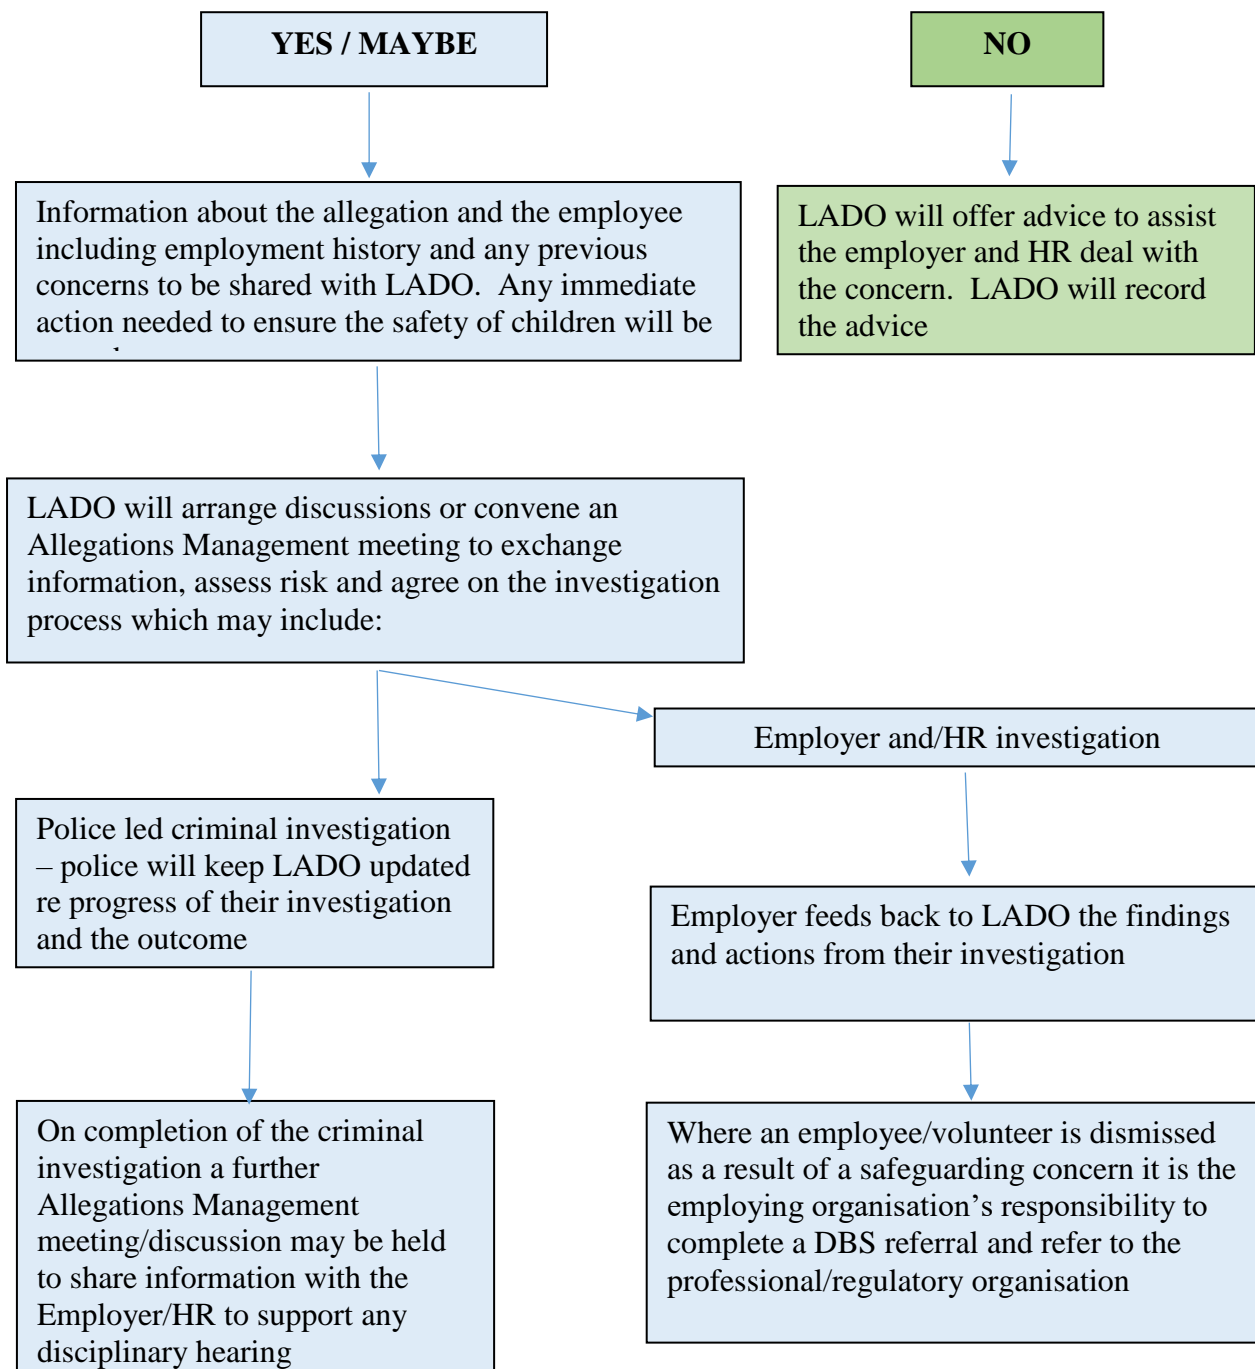 YES / MAYBE
NO
Information about the allegation and the employee
including employment history and any previous
concerns to be shared with LADO.  Any immediate
action needed to ensure the safety of children will be
LADO will offer advice to assist
the employer and HR deal with
the concern.  LADO will record
the advice
LADO will arrange discussions or convene an
Allegations Management meeting to exchange
information, assess risk and agree on the investigation
process which may include:
Employer and/HR investigation
Police led criminal investigation
– police will keep LADO updated
re progress of their investigation
and the outcome
Employer feeds back to LADO the findings
and actions from their investigation
On completion of the criminal
investigation a further
Allegations Management
meeting/discussion may be held
to share information with the
Employer/HR to support any
disciplinary hearing
Where an employee/volunteer is dismissed
as a result of a safeguarding concern it is the
employing organisation’s responsibility to
complete a DBS referral and refer to the
professional/regulatory organisation